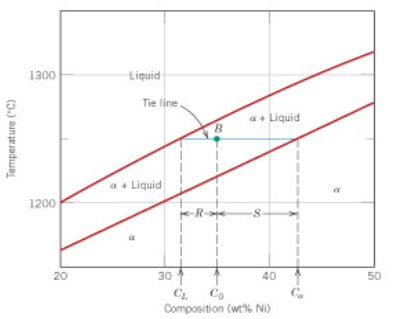 1300
Liquid
Tie line
B
α + Liquid
α + Liquid
α
1200
R
S
α
20
30
40
50
C_L
C_0
C_α
Temperature (°C)
Composition (wt% Ni)